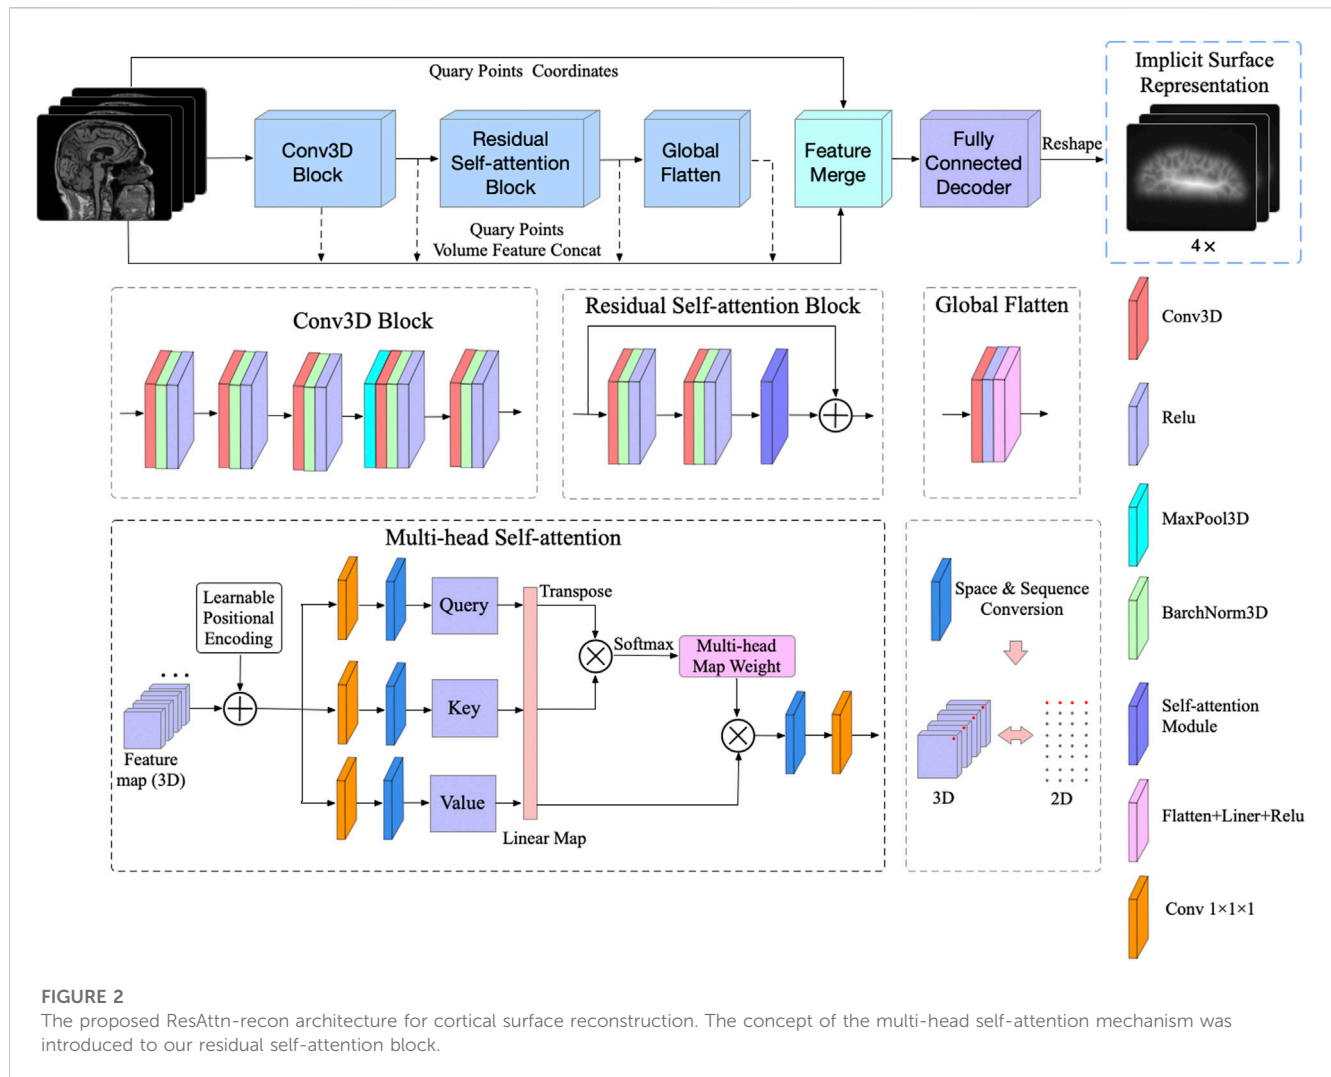 Quary Points Coordinates
Conv3D
Block
Residual
Self-attention
Block
Global
Flatten
Feature
Merge
Fully
Connected
Decoder
Reshape
Implicit Surface
Representation
4×
Quary Points
Volume Feature Concat
Conv3D Block
Residual Self-attention Block
Global Flatten
Conv3D
Relu
MaxPool3D
BarchNorm3D
Self-attention
Module
Flatten+Liner+Relu
Conv 1×1×1
Multi-head Self-attention
Learnable
Positional
Encoding
Feature
map (3D)
Query
Key
Value
Transpose
Linear Map
Softmax
Multi-head
Map Weight
Space & Sequence
Conversion
3D
2D
FIGURE 2
The proposed ResAttn-recon architecture for cortical surface reconstruction. The concept of the multi-head self-attention mechanism was
introduced to our residual self-attention block.